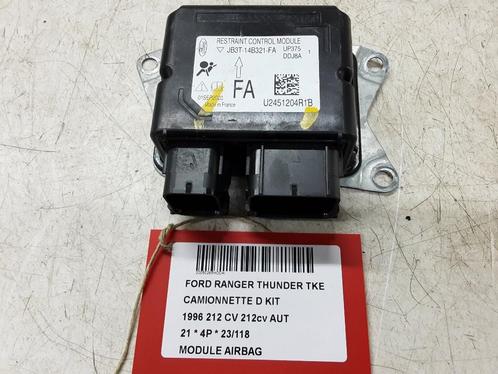 RESTRAINT CONTROL MODULE
JB3T-14B321-FA
UP375 1
DDJ8A
FA
Made in France
U2451204R1B
FORD RANGER THUNDER TKE
CAMIONNETTE D KIT
1996 212 CV 212cv AUT
21 * 4P * 23/118
MODULE AIRBAG